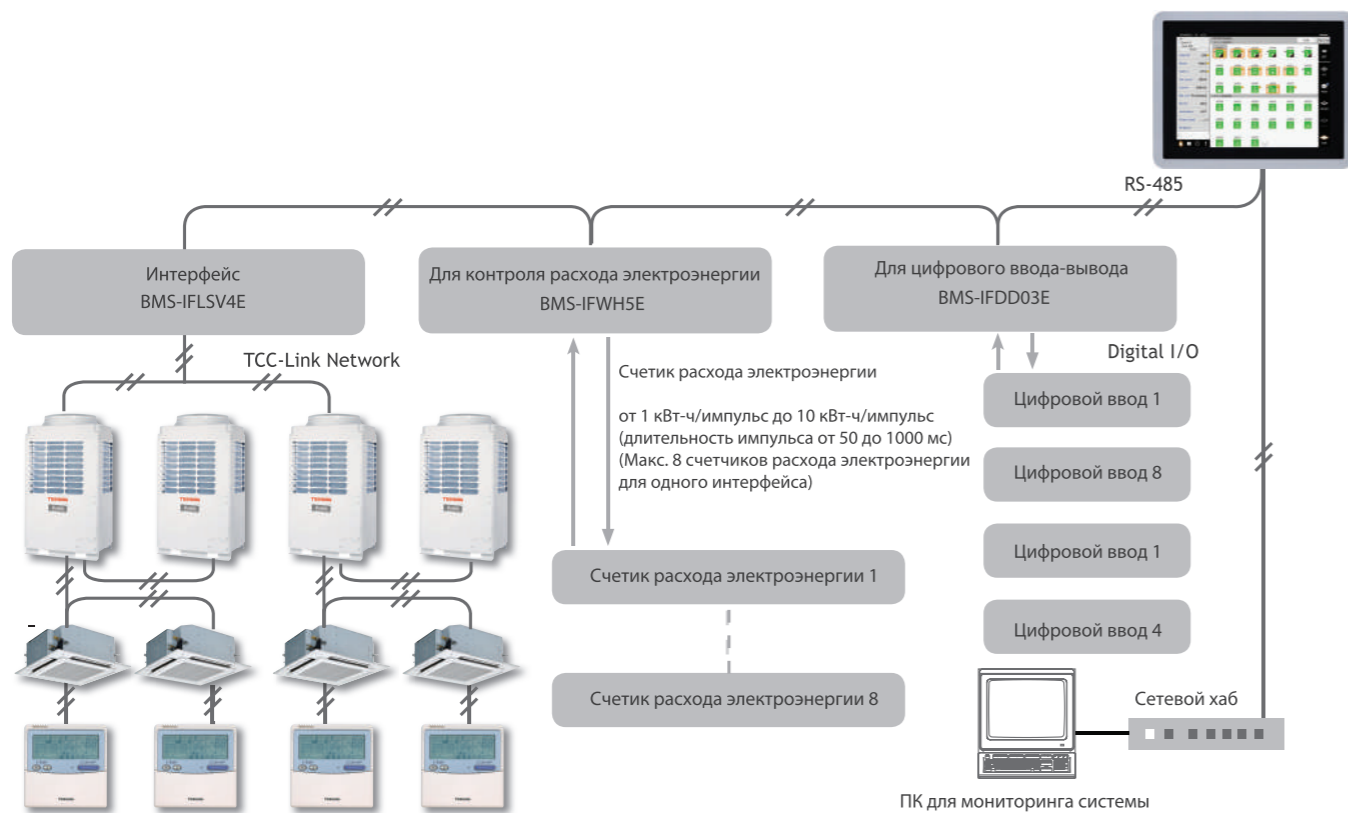 RS-485
Интерфейс
BMS-IFLSV4E
Для контроля расхода электроэнергии
BMS-IFWH5E
Для цифрового ввода-вывода
BMS-IFDD03E
TCC-Link Network
Digital I/O
Счетик расхода электроэнергии
от 1 кВт-ч/импульс до 10 кВт-ч/импульс
(длительность импульса от 50 до 1000 мс)
(Макс. 8 счетчиков расхода электроэнергии
для одного интерфейса)
Цифровой ввод 1
Цифровой ввод 8
Цифровой ввод 1
Цифровой ввод 4
Счетик расхода электроэнергии 1
Счетик расхода электроэнергии 8
Сетевой хаб
ПК для мониторинга системы